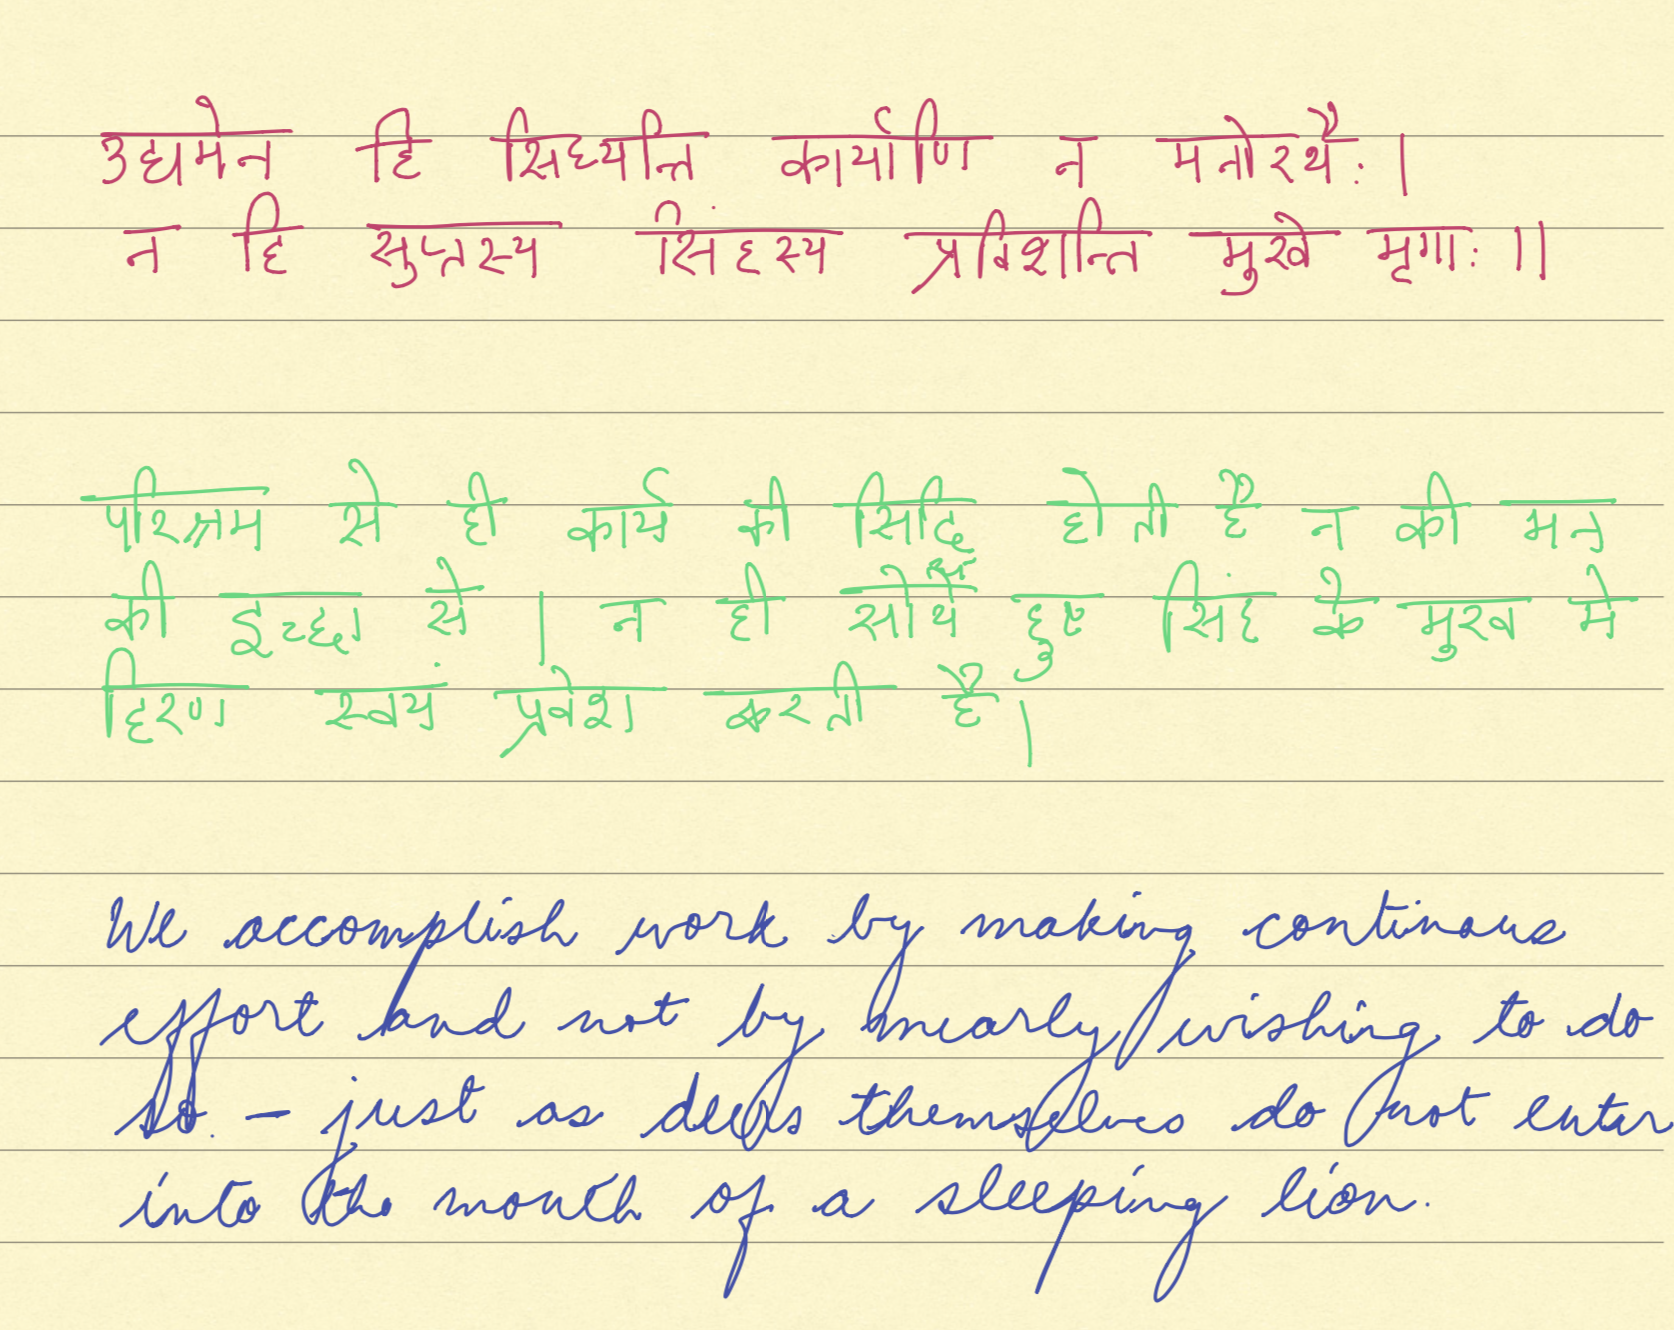 उद्यमेन हि सिध्यन्ति कार्याणि न मनोरथैः।
न हि सुप्तस्य सिंहस्य प्रविशन्ति मुखे मृगाः॥
परिश्रम से ही कार्य की सिद्धि होती है न की मन
की इच्छा से। न ही सोये हुए सिंह के मुख मे
हिरण स्वयं प्रवेश करती है।
We accomplish work by making continous
effort and not by mearly wishing to do
so. - just as deers themselves do not enter
into the mouth of a sleeping lion.